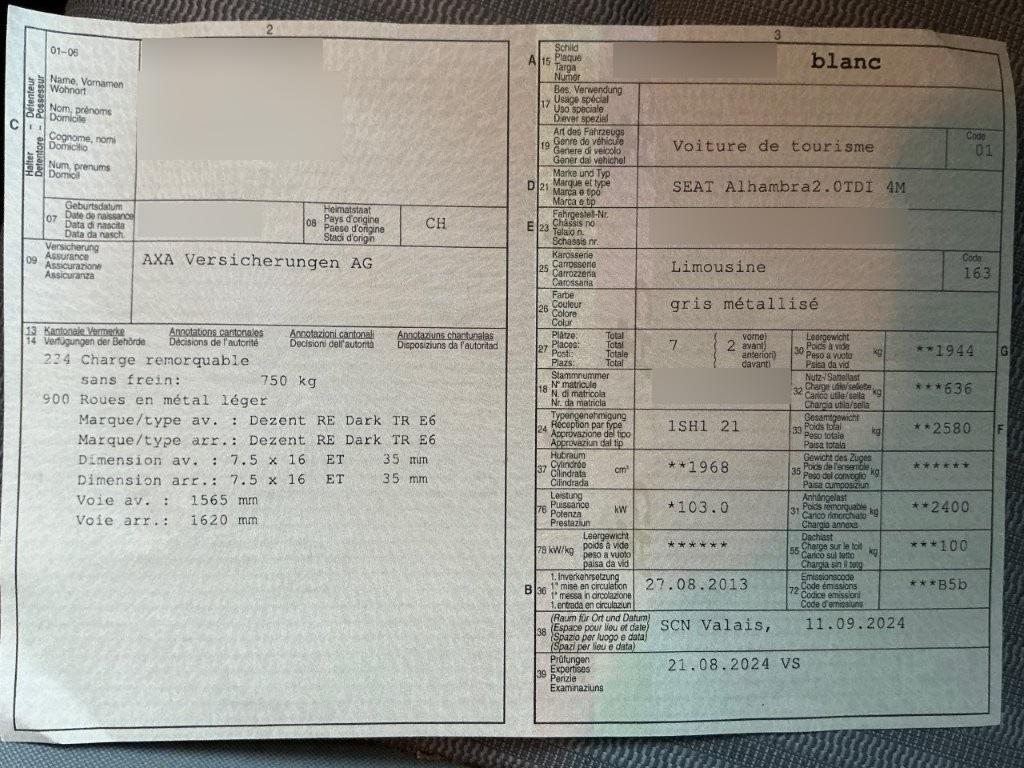 2
C
Halter – Détenteur
Detentore – Possessur
01–06
Name, Vornamen
Wohnort
Nom, prénoms
Domicile
Cognome, nomi
Domicilio
Num, prenums
Domicil
07
Geburtsdatum
Date de naissance
Data di nascita
Data da nasch.
08
Heimatstaat
Pays d'origine
Paese d'origine
Stadi d'origin
CH
09
Versicherung
Assurance
Assicurazione
Assicuranza
AXA Versicherungen AG
13 Kantonale Vermerke Annotations cantonales Annotazioni cantonali Annotaziuns chantunalas
14 Verfügungen der Behörde Décisions de l'autorité Decisioni dell'autorità Disposiziuns da l'autoritad
234 Charge remorquable
sans frein: 750 kg
900 Roues en métal léger
Marque/type av. : Dezent RE Dark TR E6
Marque/type arr.: Dezent RE Dark TR E6
Dimension av. : 7.5 x 16 ET 35 mm
Dimension arr.: 7.5 x 16 ET 35 mm
Voie av. : 1565 mm
Voie arr.: 1620 mm
3
A 15
Schild
Plaque
Targa
Numer
blanc
17
Bes. Verwendung
Usage spécial
Uso speciale
Diever spezial
19
Art des Fahrzeugs
Genre de véhicule
Genere di veicolo
Gener dal vehichel
Voiture de tourisme
Code
01
D 21
Marke und Typ
Marque et type
Marca e tipo
Marca e tip
SEAT Alhambra2.0TDI 4M
E 23
Fahrgestell-Nr.
Châssis no
Telaio n.
Schassis nr.
25
Karosserie
Carrosserie
Carrozzeria
Carossaria
Limousine
Code
163
26
Farbe
Couleur
Colore
Colur
gris métallisé
27
Plätze: Total
Places: Total
Posti: Totale
Plazs: Total
7 ( 2
vorne)
avant)
anteriori)
davant)
30
Leergewicht
Poids à vide
Peso a vuoto
Paisa da vid
kg
**1944
G
18
Stammnummer
N° matricule
N. di matricola
Nr. da matricla
32
Nutz-/Sattellast
Charge utile/sellette
Carico utile/sella
Chargia utila/sella
kg
***636
24
Typengenehmigung
Réception par type
Approvazione del tipo
Approvaziun dal tip
1SH1 21
33
Gesamtgewicht
Poids total
Peso totale
Paisa totala
kg
**2580
F
37
Hubraum
Cylindrée
Cilindrata
Cilindrada
cm³
**1968
35
Gewicht des Zuges
Poids de l'ensemble
Peso del convoglio
Paisa cumposiziun
kg
******
76
Leistung
Puissance
Potenza
Prestaziun
kW
*103.0
31
Anhängelast
Poids remorquable
Carico rimorchiato
Chargia annexa
kg
**2400
78 kW/kg
Leergewicht
poids à vide
peso a vuoto
paisa da vid
******
55
Dachlast
Charge sur le toit
Carico sul tetto
Chargia sin il tetg
kg
***100
B 36
1. Inverkehrsetzung
1re mise en circulation
1a messa in circolazione
1. entrada en circulaziun
27.08.2013
72
Emissionscode
Code émissions
Codice emissioni
Code d'emissiuns
***B5b
38
(Raum für Ort und Datum)
(Espace pour lieu et date)
(Spazio per luogo e data)
(Spazi per lieu e data)
SCN Valais, 11.09.2024
39
Prüfungen
Expertises
Perizie
Examinaziuns
21.08.2024 VS